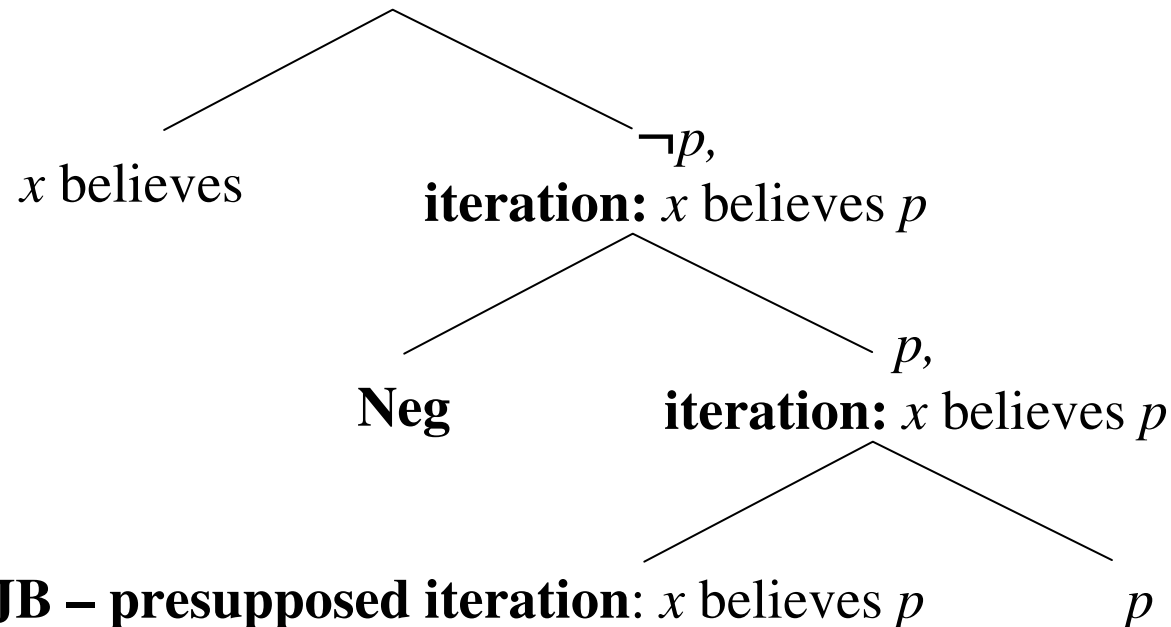 ¬p,
x believes
iteration: x believes p
p,
Neg
iteration: x believes p
JB – presupposed iteration: x believes p
p